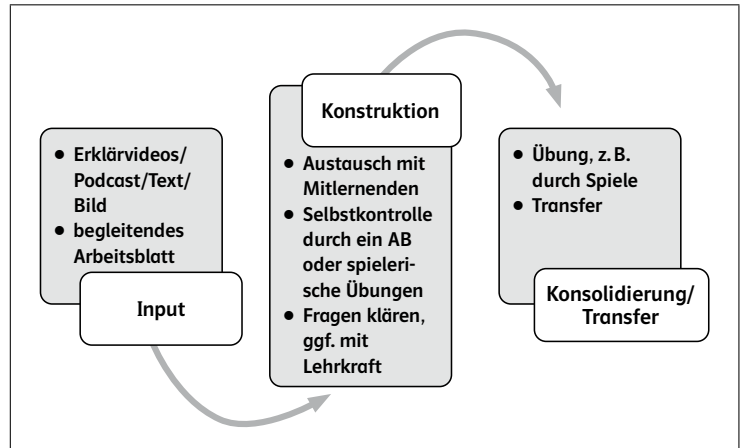 • Erklärvideos/
Podcast/Text/
Bild
• begleitendes
Arbeitsblatt
Input
Konstruktion
• Austausch mit
Mitlernenden
• Selbstkontrolle
durch ein AB
oder spieleri-
sche Übungen
• Fragen klären,
ggf. mit
Lehrkraft
• Übung, z. B.
durch Spiele
• Transfer
Konsolidierung/
Transfer